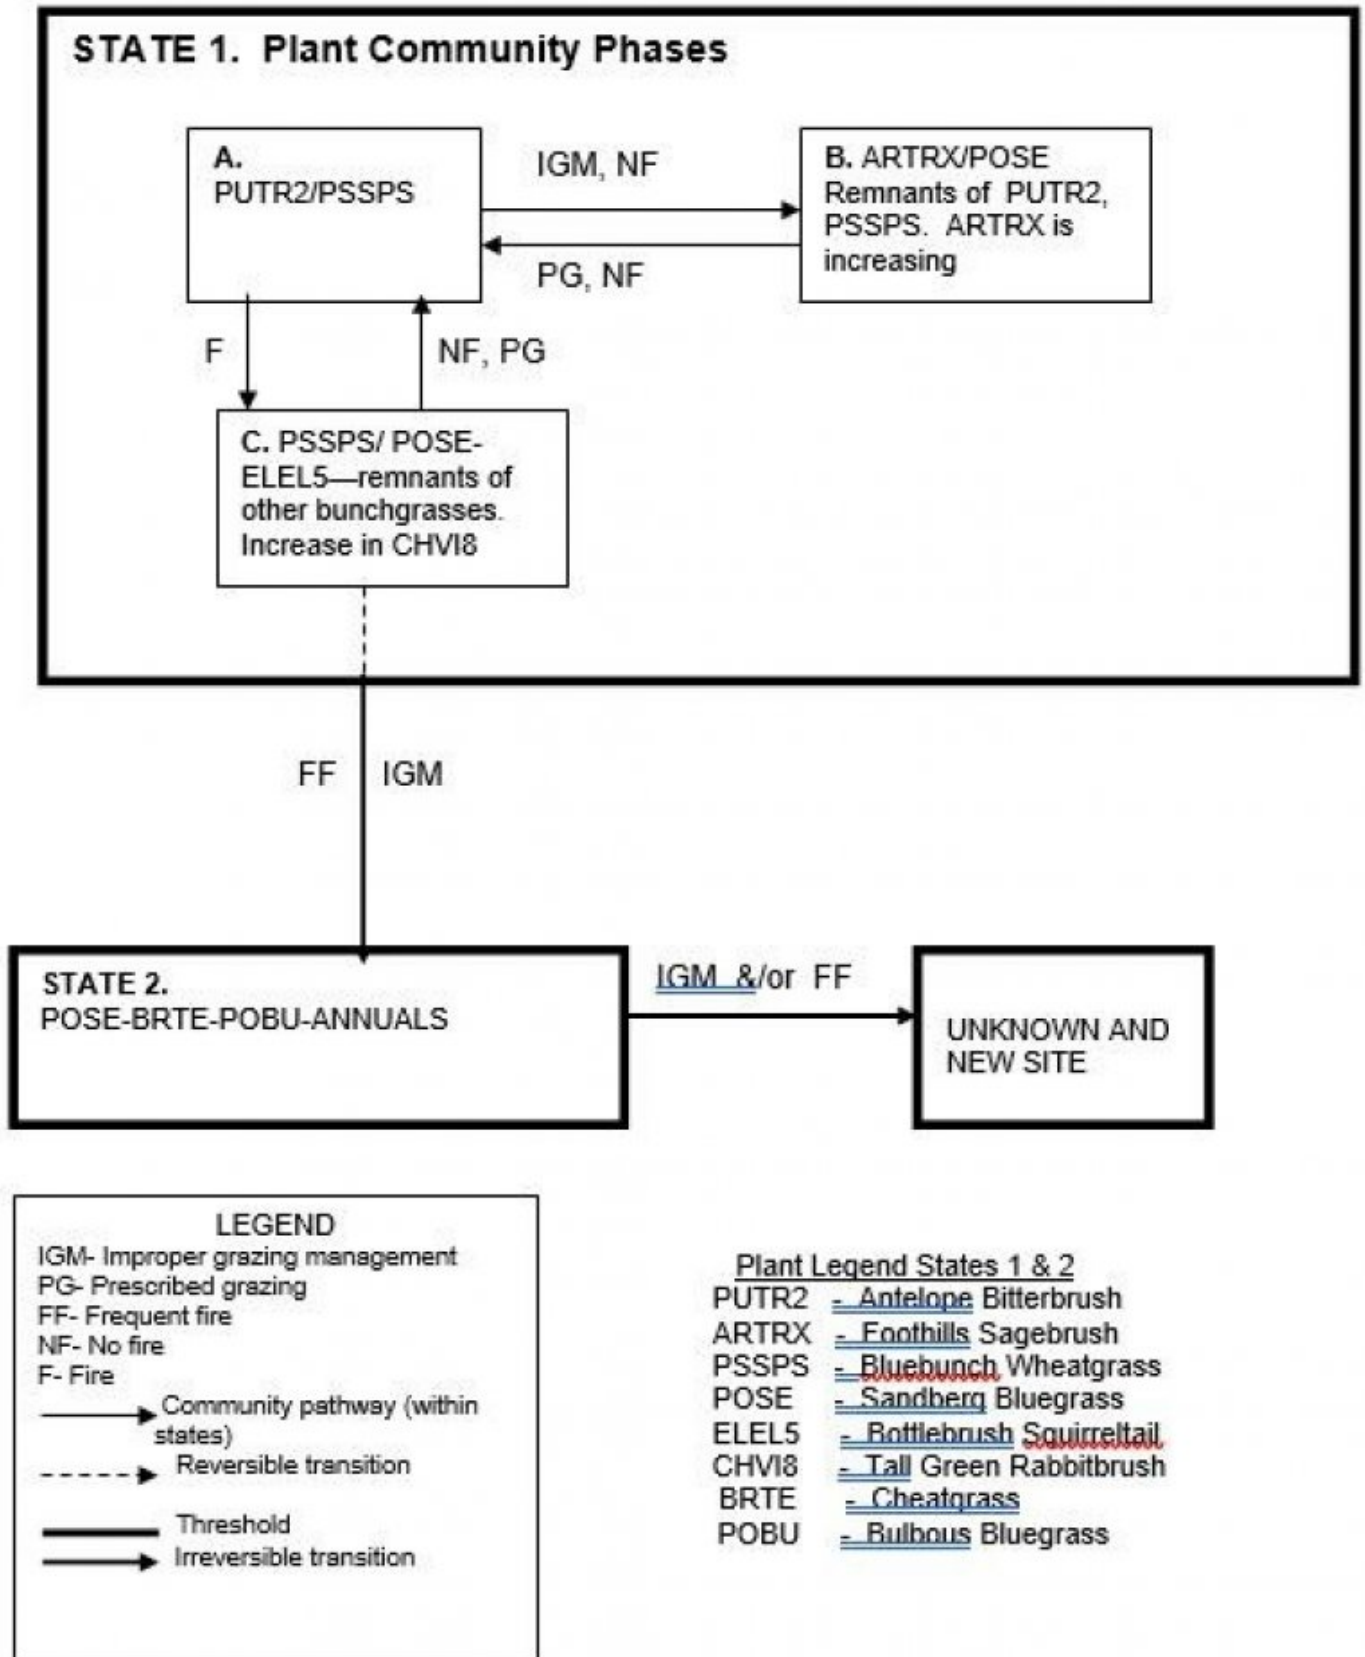 STATE 1. Plant Community Phases
A.
PUTR2/PSSPS
IGM, NF
B. ARTRX/POSE
Remnants of PUTR2,
PSSPS. ARTRX is
increasing
PG, NF
F
NF, PG
C. PSSPS/ POSE-
ELEL5—remnants of
other bunchgrasses.
Increase in CHVI8
FF
IGM
STATE 2.
POSE-BRTE-POBU-ANNUALS
IGM &/or FF
UNKNOWN AND
NEW SITE
LEGEND
IGM- Improper grazing management
PG- Prescribed grazing
FF- Frequent fire
NF- No fire
F- Fire
Community pathway (within
states)
Reversible transition
Threshold
Irreversible transition
Plant Legend States 1 & 2
PUTR2 - Antelope Bitterbrush
ARTRX - Foothills Sagebrush
PSSPS - Bluebunch Wheatgrass
POSE - Sandberg Bluegrass
ELEL5 - Bottlebrush Squirreltail
CHVI8 - Tall Green Rabbitbrush
BRTE - Cheatgrass
POBU - Bulbous Bluegrass